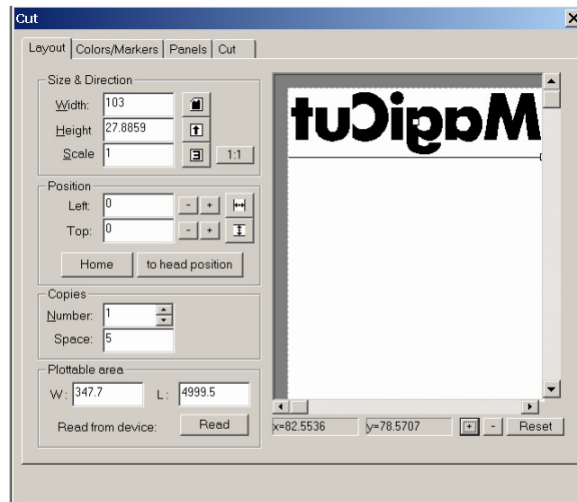 Cut
Layout Colors/Markers Panels Cut
Size & Direction
Width: 103
Height 27.8859
Scale 1 1:1
Position
Left: 0 - +
Top: 0 - +
Home to head position
Copies
Number: 1
Space: 5
Plottable area
W: 347.7 L: 4999.5
Read from device: Read
MagiCut
x=82.5536 y=78.5707 + - Reset